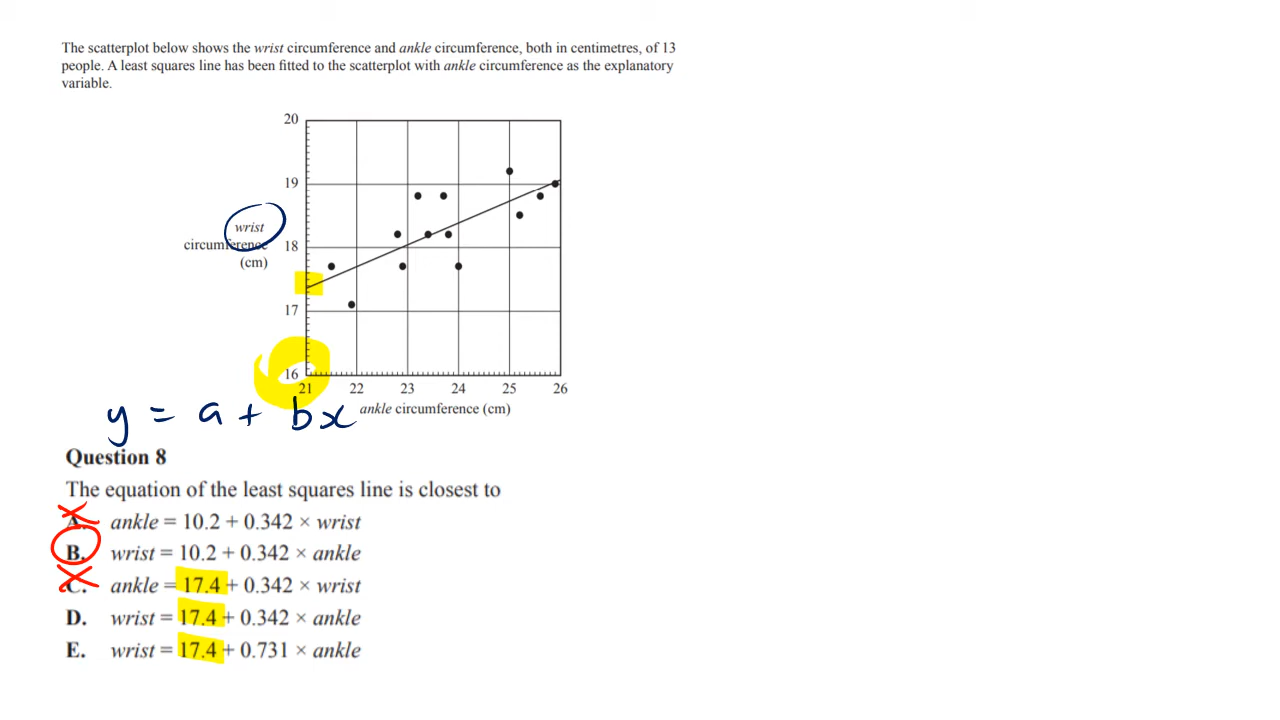 The scatterplot below shows the wrist circumference and ankle circumference, both in centimetres, of 13
people. A least squares line has been fitted to the scatterplot with ankle circumference as the explanatory
variable.
20
19
wrist
circumference
18
(cm)
17
16
21 22 23 24 25 26
ankle circumference (cm)
y = a + bx
Question 8
The equation of the least squares line is closest to
A. ankle = 10.2 + 0.342 × wrist
B. wrist = 10.2 + 0.342 × ankle
C. ankle = 17.4 + 0.342 × wrist
D. wrist = 17.4 + 0.342 × ankle
E. wrist = 17.4 + 0.731 × ankle